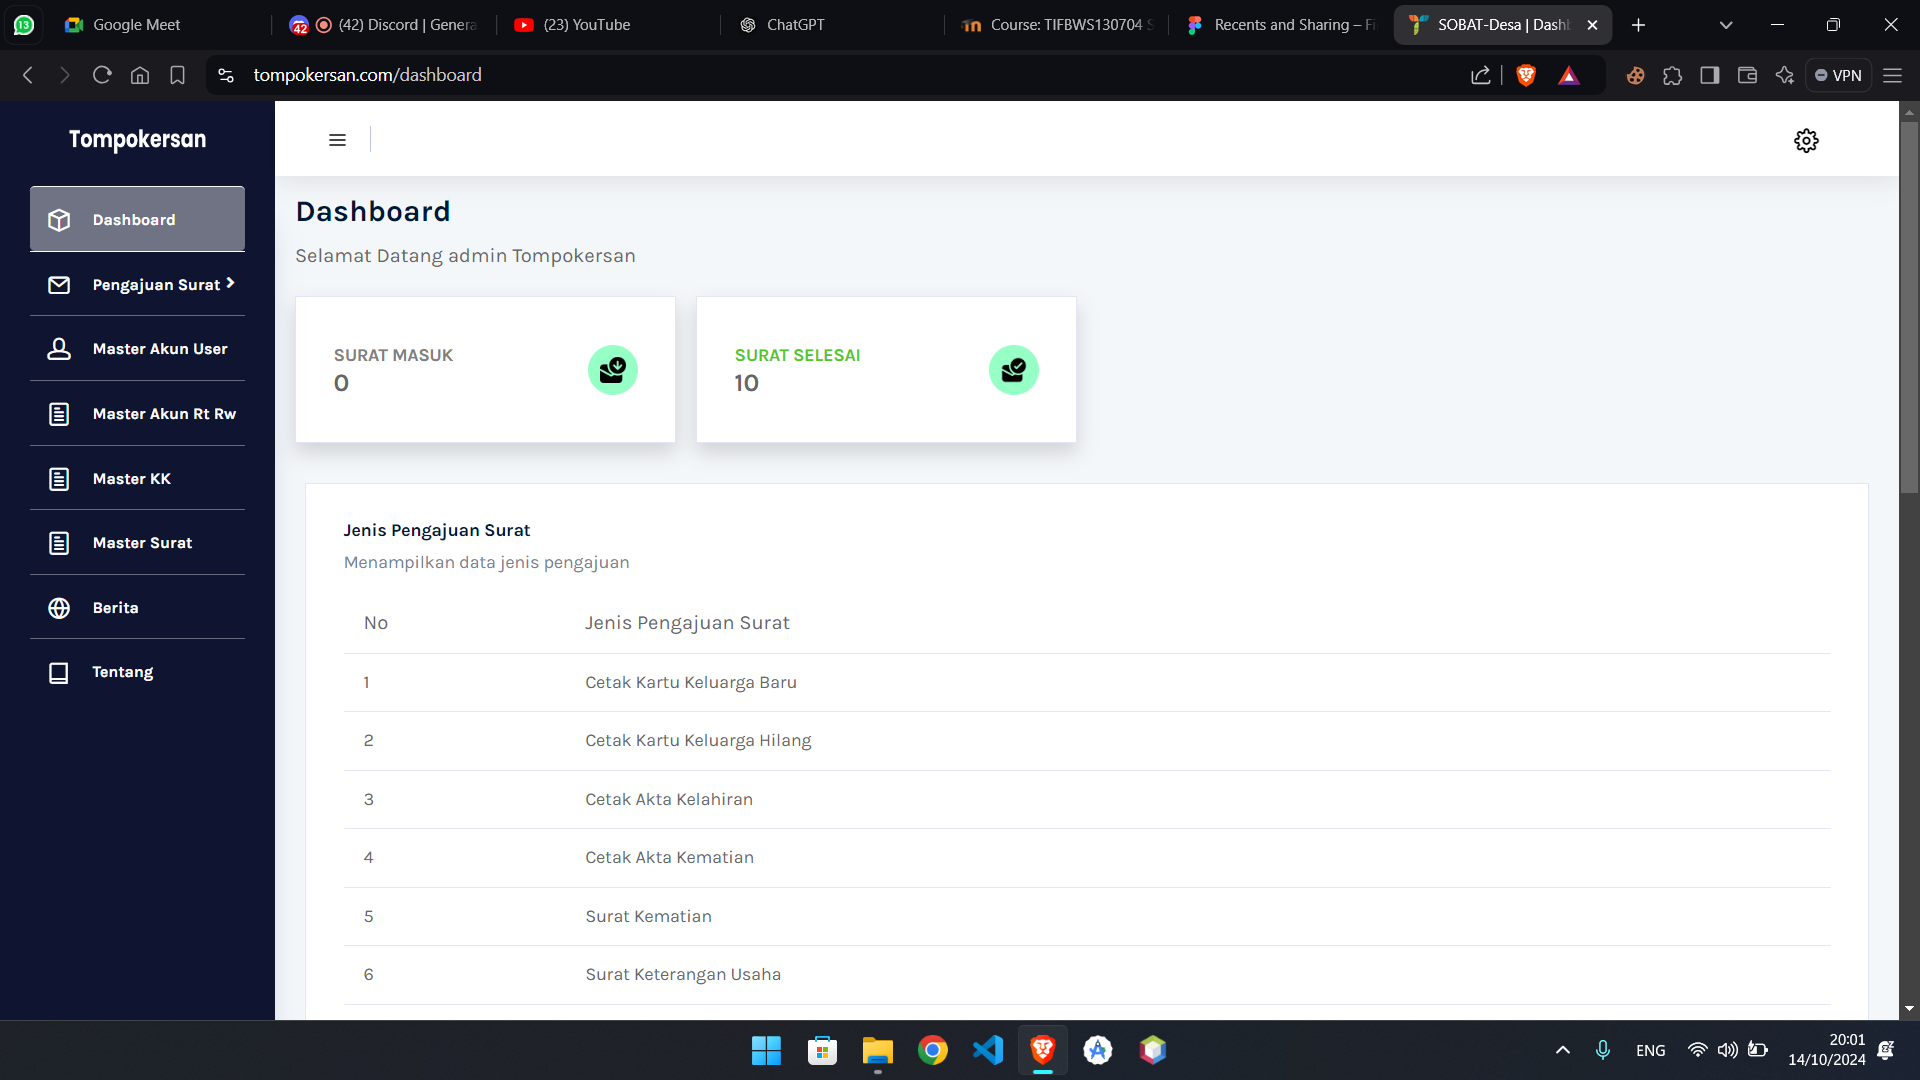 13
Google Meet
42
(42) Discord | Genera
(23) YouTube
ChatGPT
Course: TIFBWS130704 S
Recents and Sharing – Fi
SOBAT-Desa | Dashb
tompokersan.com/dashboard
VPN
Tompokersan
Dashboard
Pengajuan Surat
Master Akun User
Master Akun Rt Rw
Master KK
Master Surat
Berita
Tentang
Dashboard
Selamat Datang admin Tompokersan
SURAT MASUK
0
SURAT SELESAI
10
Jenis Pengajuan Surat
Menampilkan data jenis pengajuan
No Jenis Pengajuan Surat
1 Cetak Kartu Keluarga Baru
2 Cetak Kartu Keluarga Hilang
3 Cetak Akta Kelahiran
4 Cetak Akta Kematian
5 Surat Kematian
6 Surat Keterangan Usaha
ENG
20:01
14/10/2024